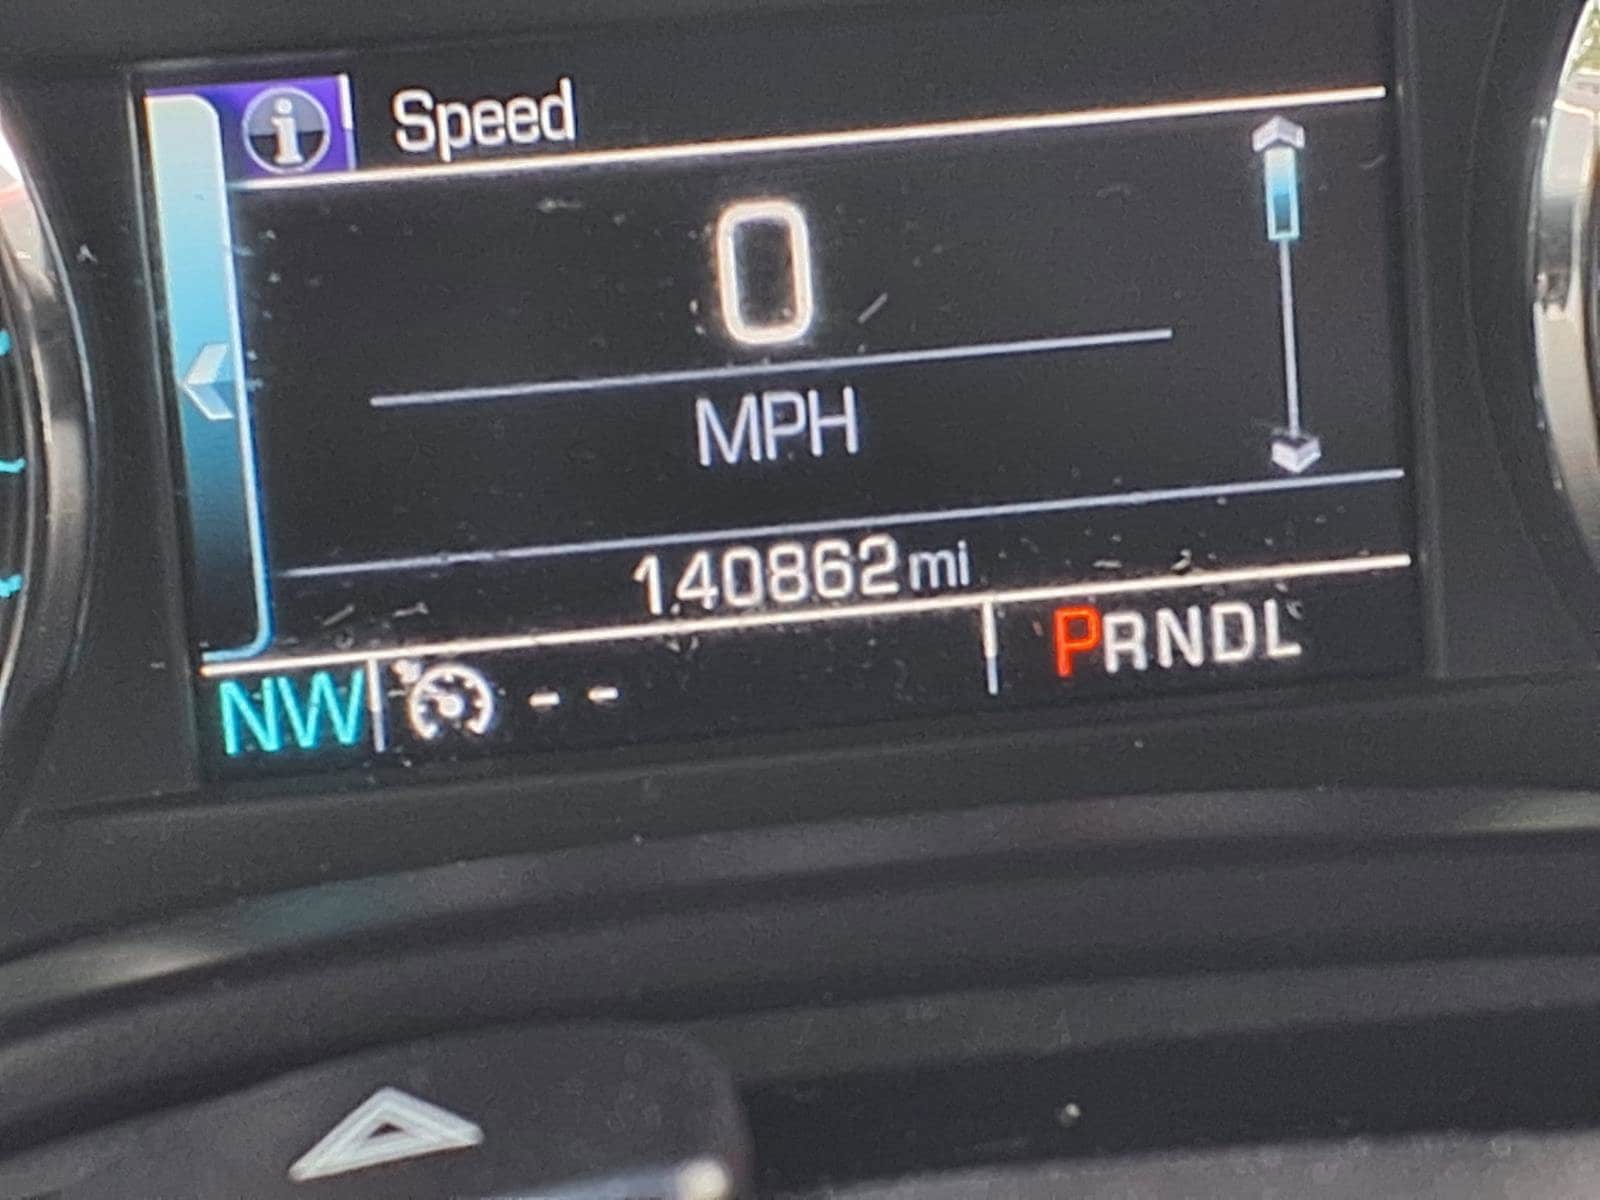 Speed
0
MPH
140862 mi
NW -- PRNDL